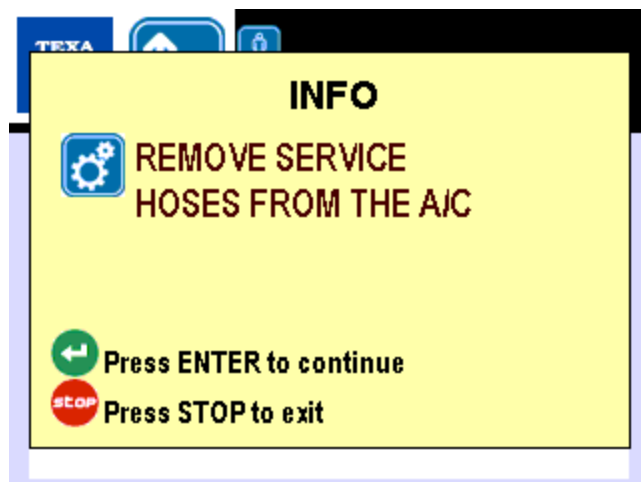 TEXA
INFO
REMOVE SERVICE
HOSES FROM THE A/C
Press ENTER to continue
stop Press STOP to exit